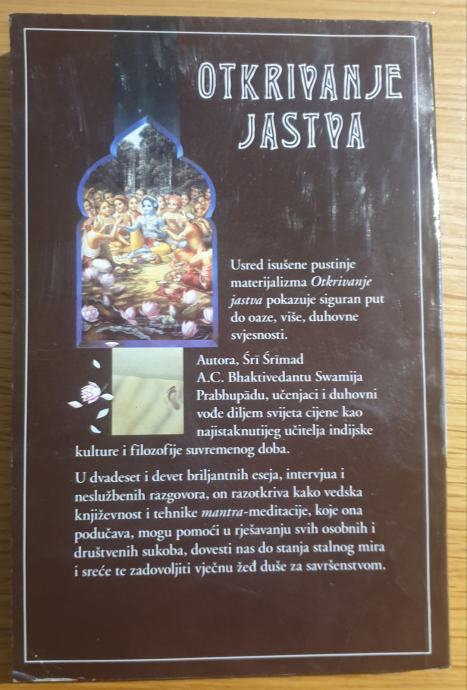 OTKRIVANJE
JASTVA
Usred isušene pustinje
materijalizma Otkrivanje
jastva pokazuje siguran put
do oaze, više, duhovne
svjesnosti.
Autora, Śrī Śrīmad
A.C. Bhaktivedantu Swamija
Prabhupādu, učenjaci i duhovni
vođe diljem svijeta cijene kao
najistaknutijeg učitelja indijske
kulture i filozofije suvremenog doba.
U dvadeset i devet briljantnih eseja, intervjua i
neslužbenih razgovora, on razotkriva kako vedska
književnost i tehnike mantra-meditacije, koje ona
podučava, mogu pomoći u rješavanju svih osobnih i
društvenih sukoba, dovesti nas do stanja stalnog mira
i sreće te zadovoljiti vječnu žeđ duše za savršenstvom.